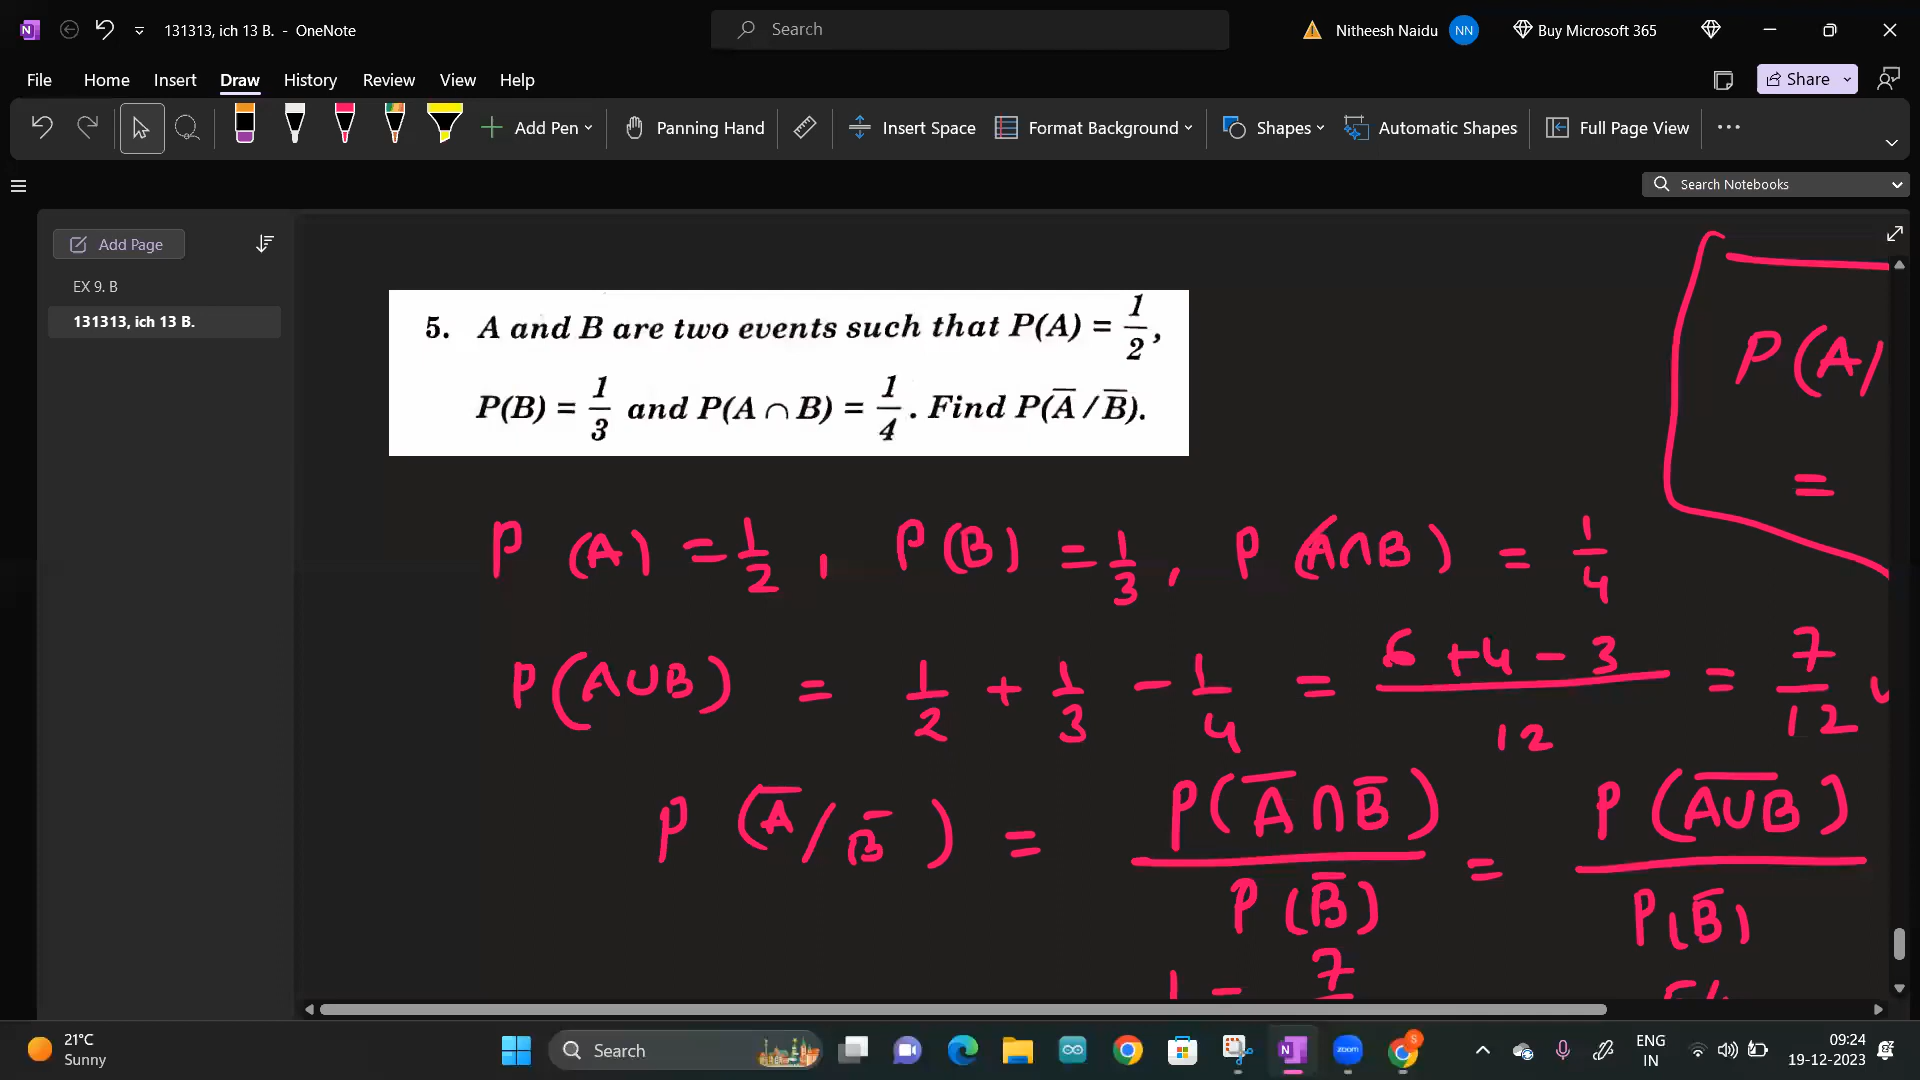 131313, ich 13 B. - OneNote
Search
Nitheesh Naidu
NN
Buy Microsoft 365
File Home Insert Draw History Review View Help
Share
Add Pen
Panning Hand
Insert Space
Format Background
Shapes
Automatic Shapes
Full Page View
Search Notebooks
Add Page
EX 9. B
131313, ich 13 B.
5. A and B are two events such that P(A) = 1/2,
P(B) = 1/3 and P(A ∩ B) = 1/4. Find P(A̅ / B̅).
P(A/
=
P (A) = 1/2 , P(B) = 1/3 , P (A∩B) = 1/4
P(A∪B) = 1/2 + 1/3 - 1/4 = (6 + 4 - 3)/12 = 7/12
P (A̅ / B̅) = P(A̅ ∩ B̅)/P(B̅) = P(A̅∪̅B̅)/P(B̅)
1 - 7
21°C
Sunny
Search
zoom
S
ENG
IN
09:24
19-12-2023